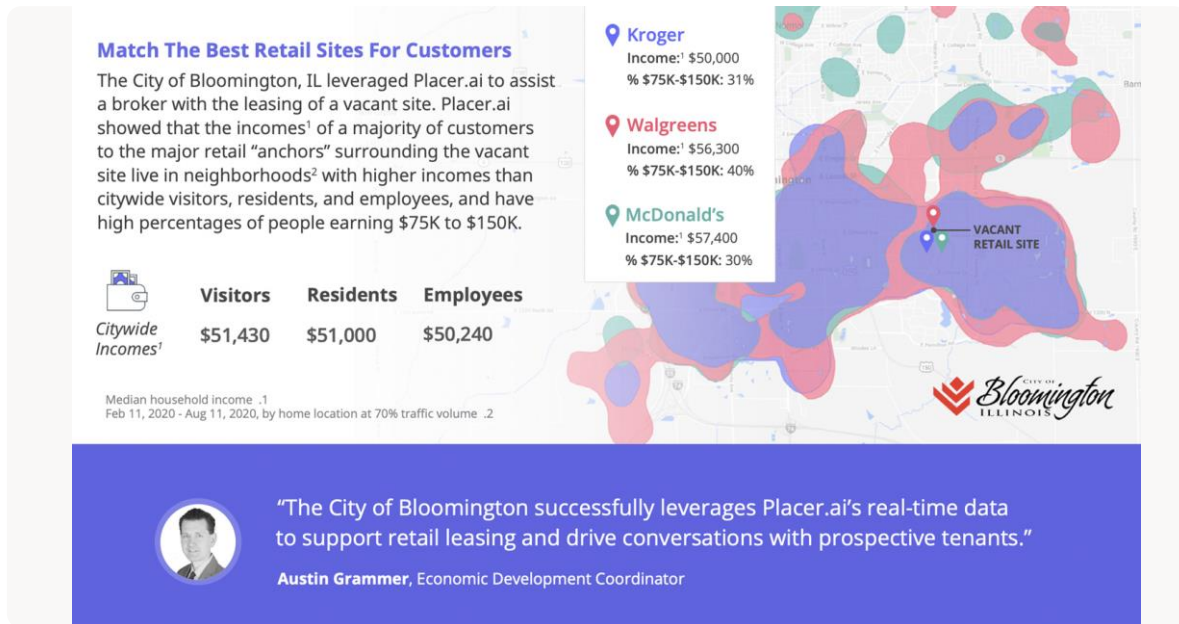 Match The Best Retail Sites For Customers
The City of Bloomington, IL leveraged Placer.ai to assist
a broker with the leasing of a vacant site. Placer.ai
showed that the incomes¹ of a majority of customers
to the major retail “anchors” surrounding the vacant
site live in neighborhoods² with higher incomes than
citywide visitors, residents, and employees, and have
high percentages of people earning $75K to $150K.
Citywide
Incomes¹
Visitors Residents Employees
$51,430 $51,000 $50,240
Median household income .1
Feb 11, 2020 - Aug 11, 2020, by home location at 70% traffic volume .2
Kroger
Income:¹ $50,000
% $75K-$150K: 31%
Walgreens
Income:¹ $56,300
% $75K-$150K: 40%
McDonald’s
Income:¹ $57,400
% $75K-$150K: 30%
VACANT
RETAIL SITE
CITY OF
Bloomington
ILLINOIS
“The City of Bloomington successfully leverages Placer.ai’s real-time data
to support retail leasing and drive conversations with prospective tenants.”
Austin Grammer, Economic Development Coordinator